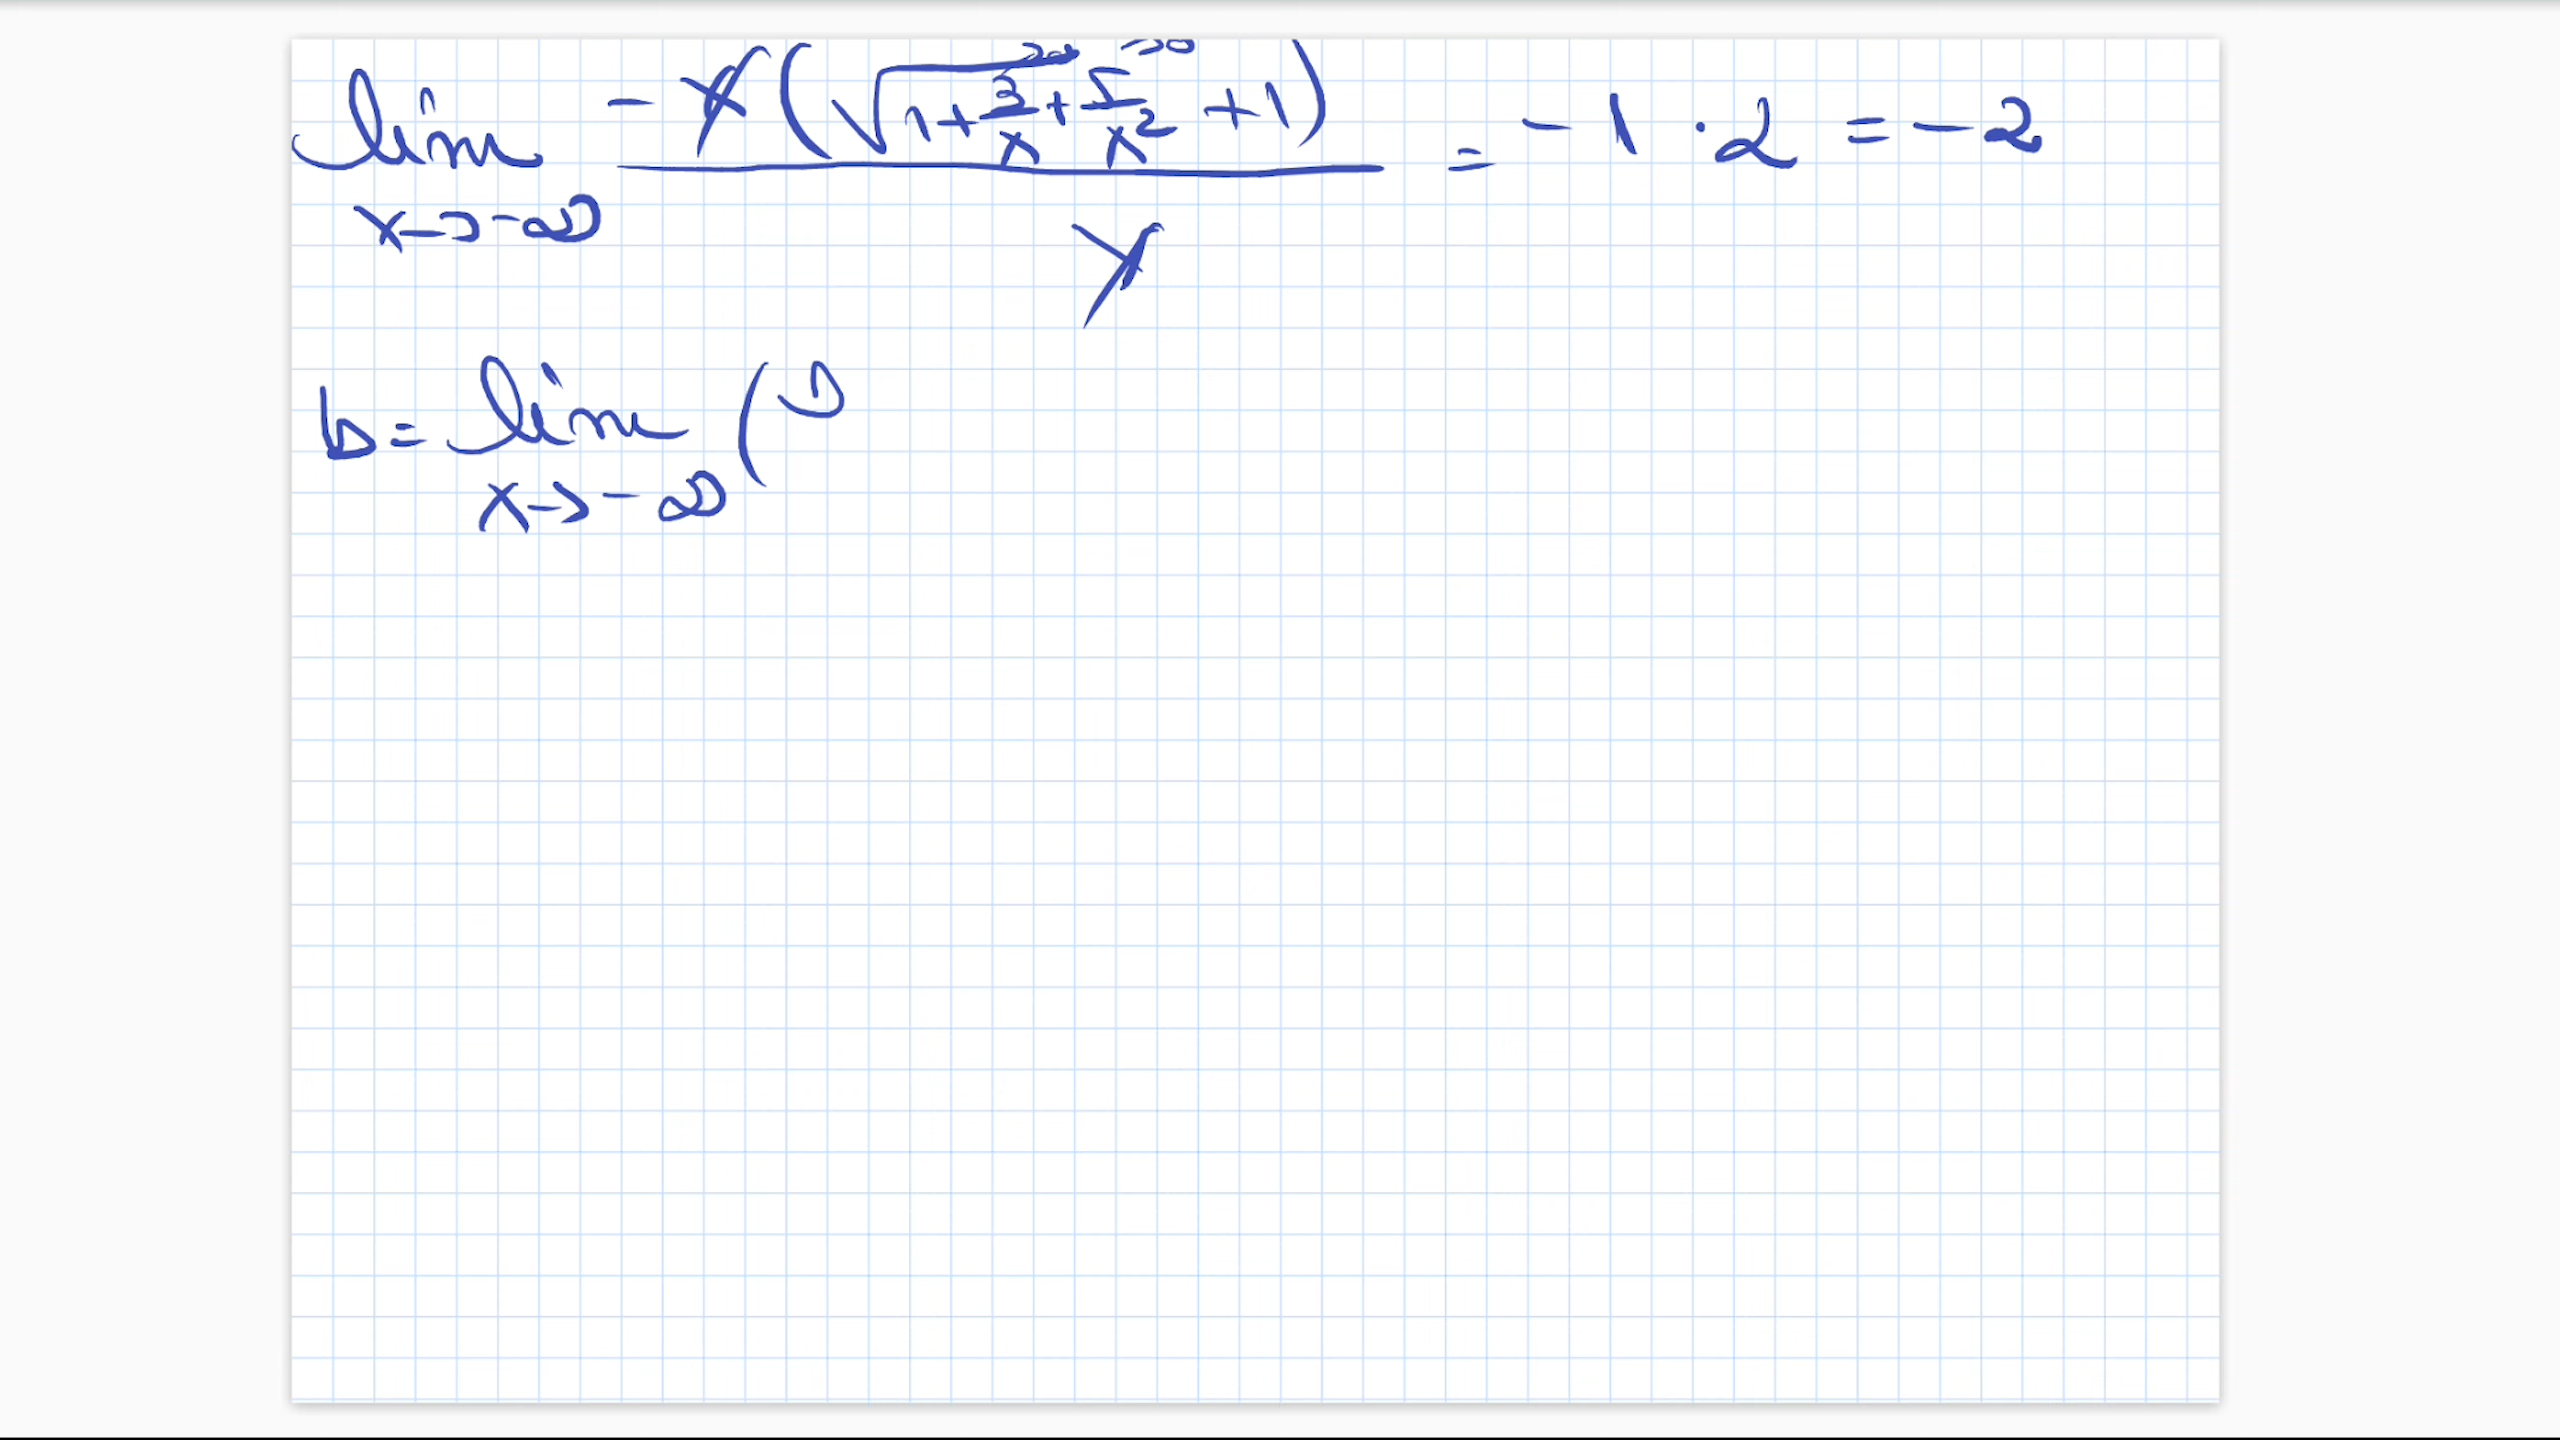 lim x→-∞ -x(√(1+3/x+5/x²)+1)/x = -1·2 = -2
b = lim x→-∞ (